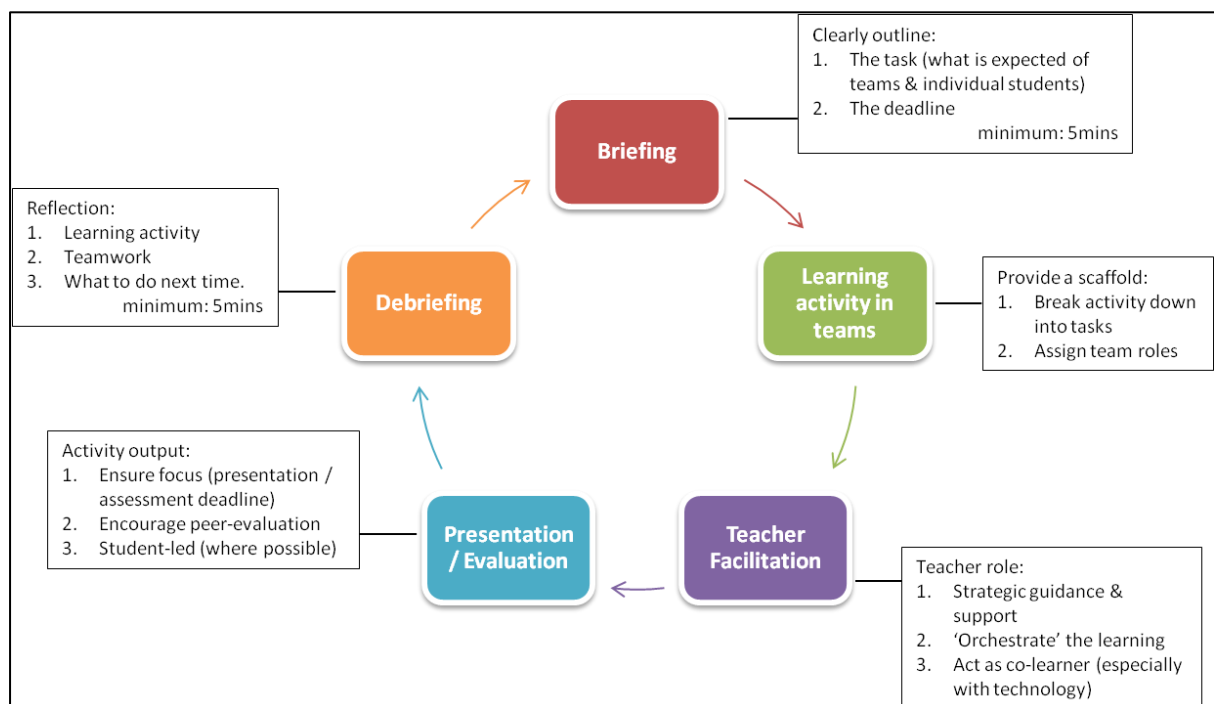 Clearly outline:
1. The task (what is expected of
teams & individual students)
2. The deadline
minimum: 5mins
Briefing
Reflection:
1. Learning activity
2. Teamwork
3. What to do next time.
minimum: 5mins
Debriefing
Learning
activity in
teams
Provide a scaffold:
1. Break activity down
into tasks
2. Assign team roles
Activity output:
1. Ensure focus (presentation /
assessment deadline)
2. Encourage peer-evaluation
3. Student-led (where possible)
Presentation
/ Evaluation
Teacher
Facilitation
Teacher role:
1. Strategic guidance &
support
2. ‘Orchestrate’ the learning
3. Act as co-learner (especially
with technology)